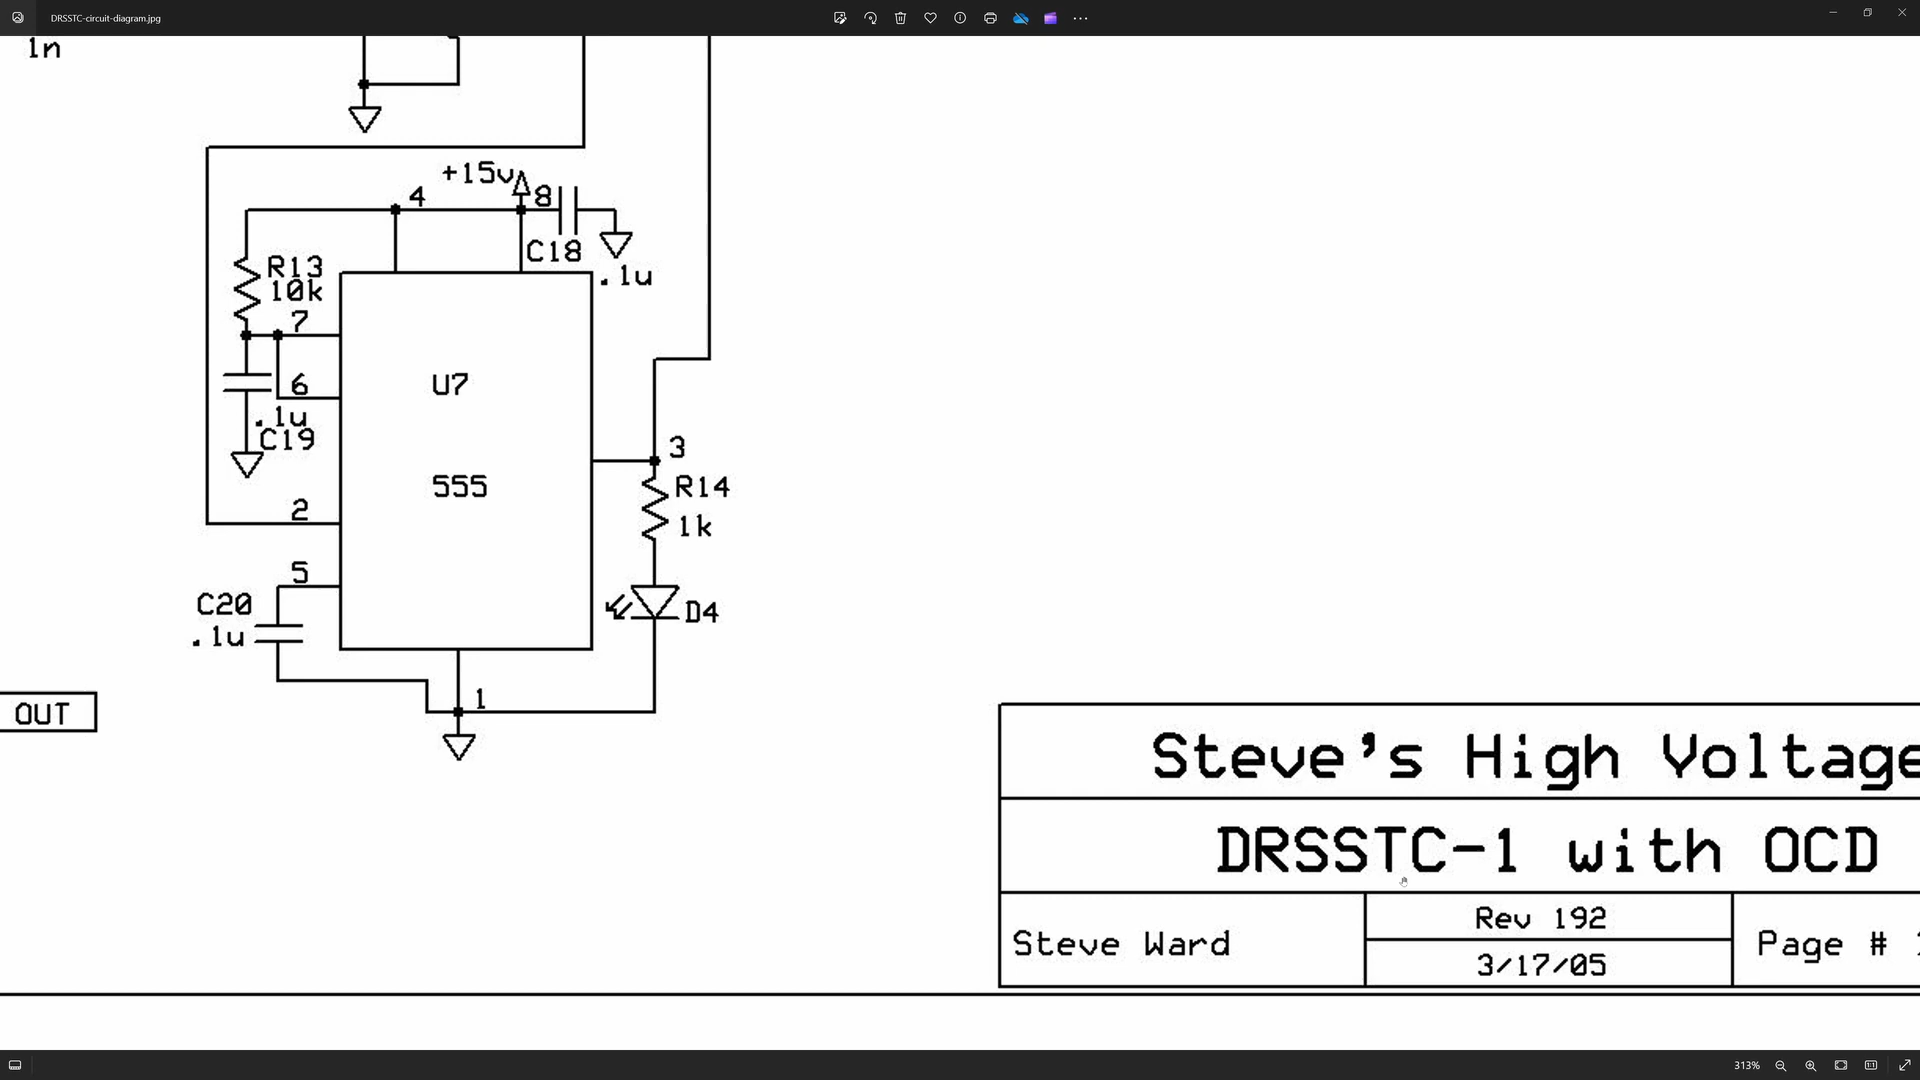 DRSSTC-circuit-diagram.jpg
1n
+15v
4
8
C18
.1u
R13
10k
7
6
.1u
C19
U7
555
3
R14
1k
2
5
C20
.1u
D4
1
OUT
Steve's High Voltage
DRSSTC-1 with OCD
Steve Ward
Rev 192
3/17/05
Page #
313%